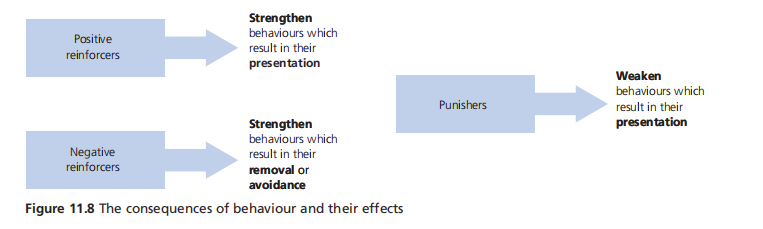 Positive
reinforcers
Strengthen
behaviours which
result in their
presentation
Negative
reinforcers
Strengthen
behaviours which
result in their
removal or
avoidance
Punishers
Weaken
behaviours which
result in their
presentation
Figure 11.8 The consequences of behaviour and their effects